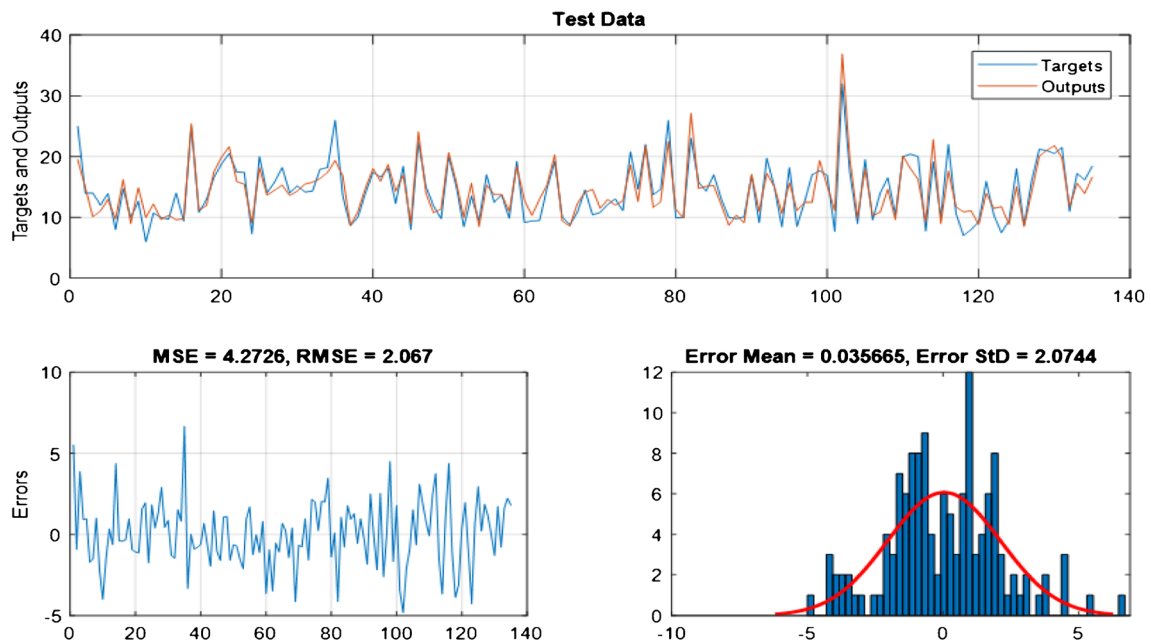 Test Data
Targets and Outputs
40
30
20
10
0
Targets
Outputs
0 20 40 60 80 100 120 140
MSE = 4.2726, RMSE = 2.067
Errors
10
5
0
-5
0 20 40 60 80 100 120 140
Error Mean = 0.035665, Error StD = 2.0744
12
10
8
6
4
2
0
-10 -5 0 5